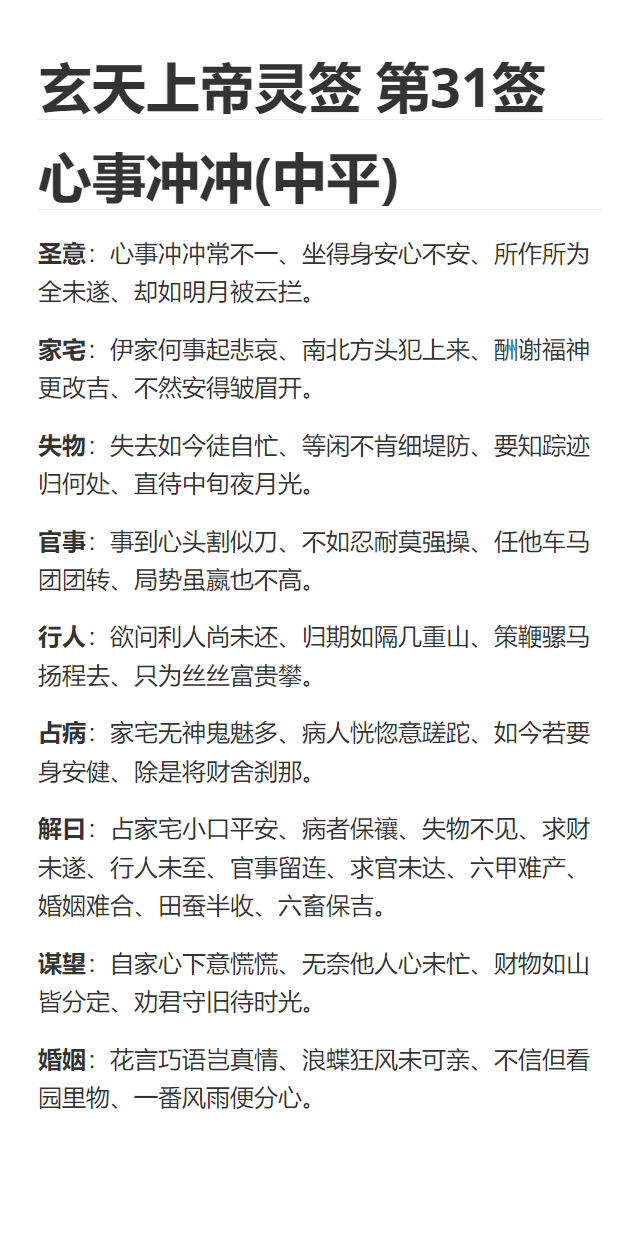 玄天上帝灵签 第31签
心事冲冲(中平)
圣意：心事冲冲常不一、坐得身安心不安、所作所为
全未遂、却如明月被云拦。
家宅：伊家何事起悲哀、南北方头犯上来、酬谢福神
更改吉、不然安得皱眉开。
失物：失去如今徒自忙、等闲不肯细堤防、要知踪迹
归何处、直待中旬夜月光。
官事：事到心头割似刀、不如忍耐莫强操、任他车马
团团转、局势虽嬴也不高。
行人：欲问利人尚未还、归期如隔几重山、策鞭骡马
扬程去、只为丝丝富贵攀。
占病：家宅无神鬼魅多、病人恍惚意蹉跎、如今若要
身安健、除是将财舍刹那。
解曰：占家宅小口平安、病者保禳、失物不见、求财
未遂、行人未至、官事留连、求官未达、六甲难产、
婚姻难合、田蚕半收、六畜保吉。
谋望：自家心下意慌慌、无奈他人心未忙、财物如山
皆分定、劝君守旧待时光。
婚姻：花言巧语岂真情、浪蝶狂风未可亲、不信但看
园里物、一番风雨便分心。